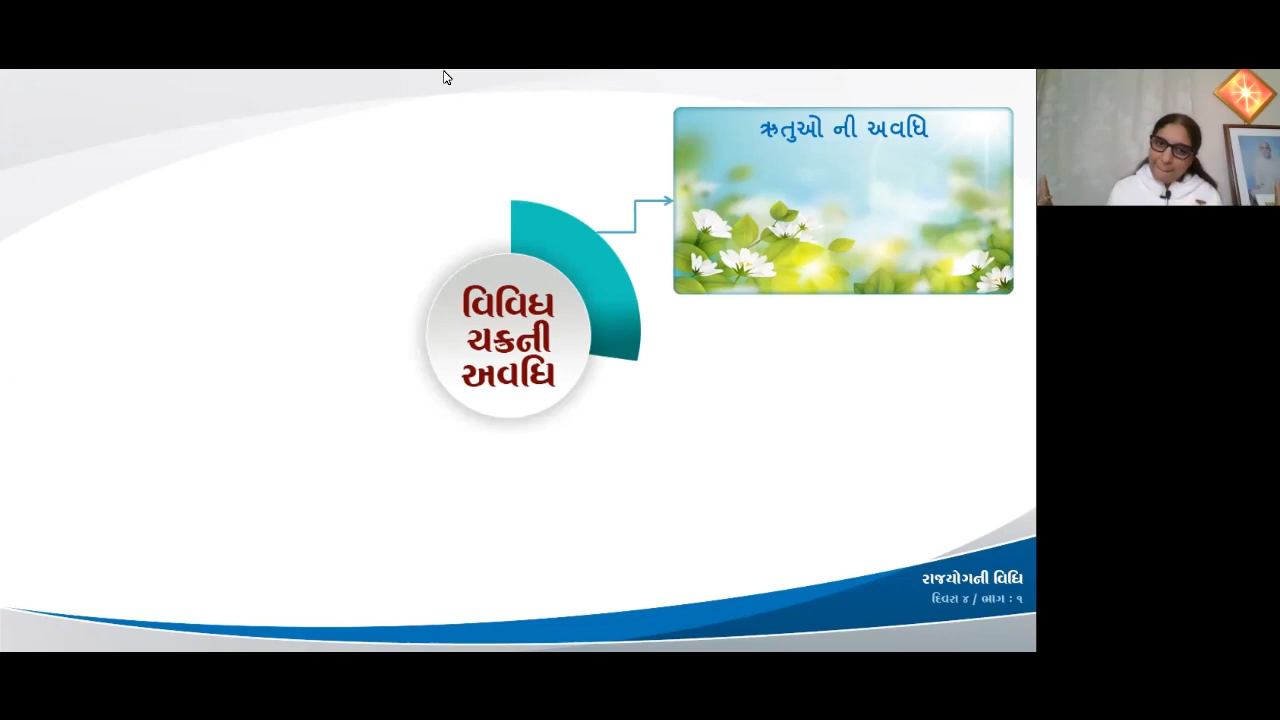 ઋતુઓ ની અવધિ
વિવિધ
ચક્રની
અવધિ
રાજયોગની વિધિ
દિવસ ૪ / ભાગ : ૧